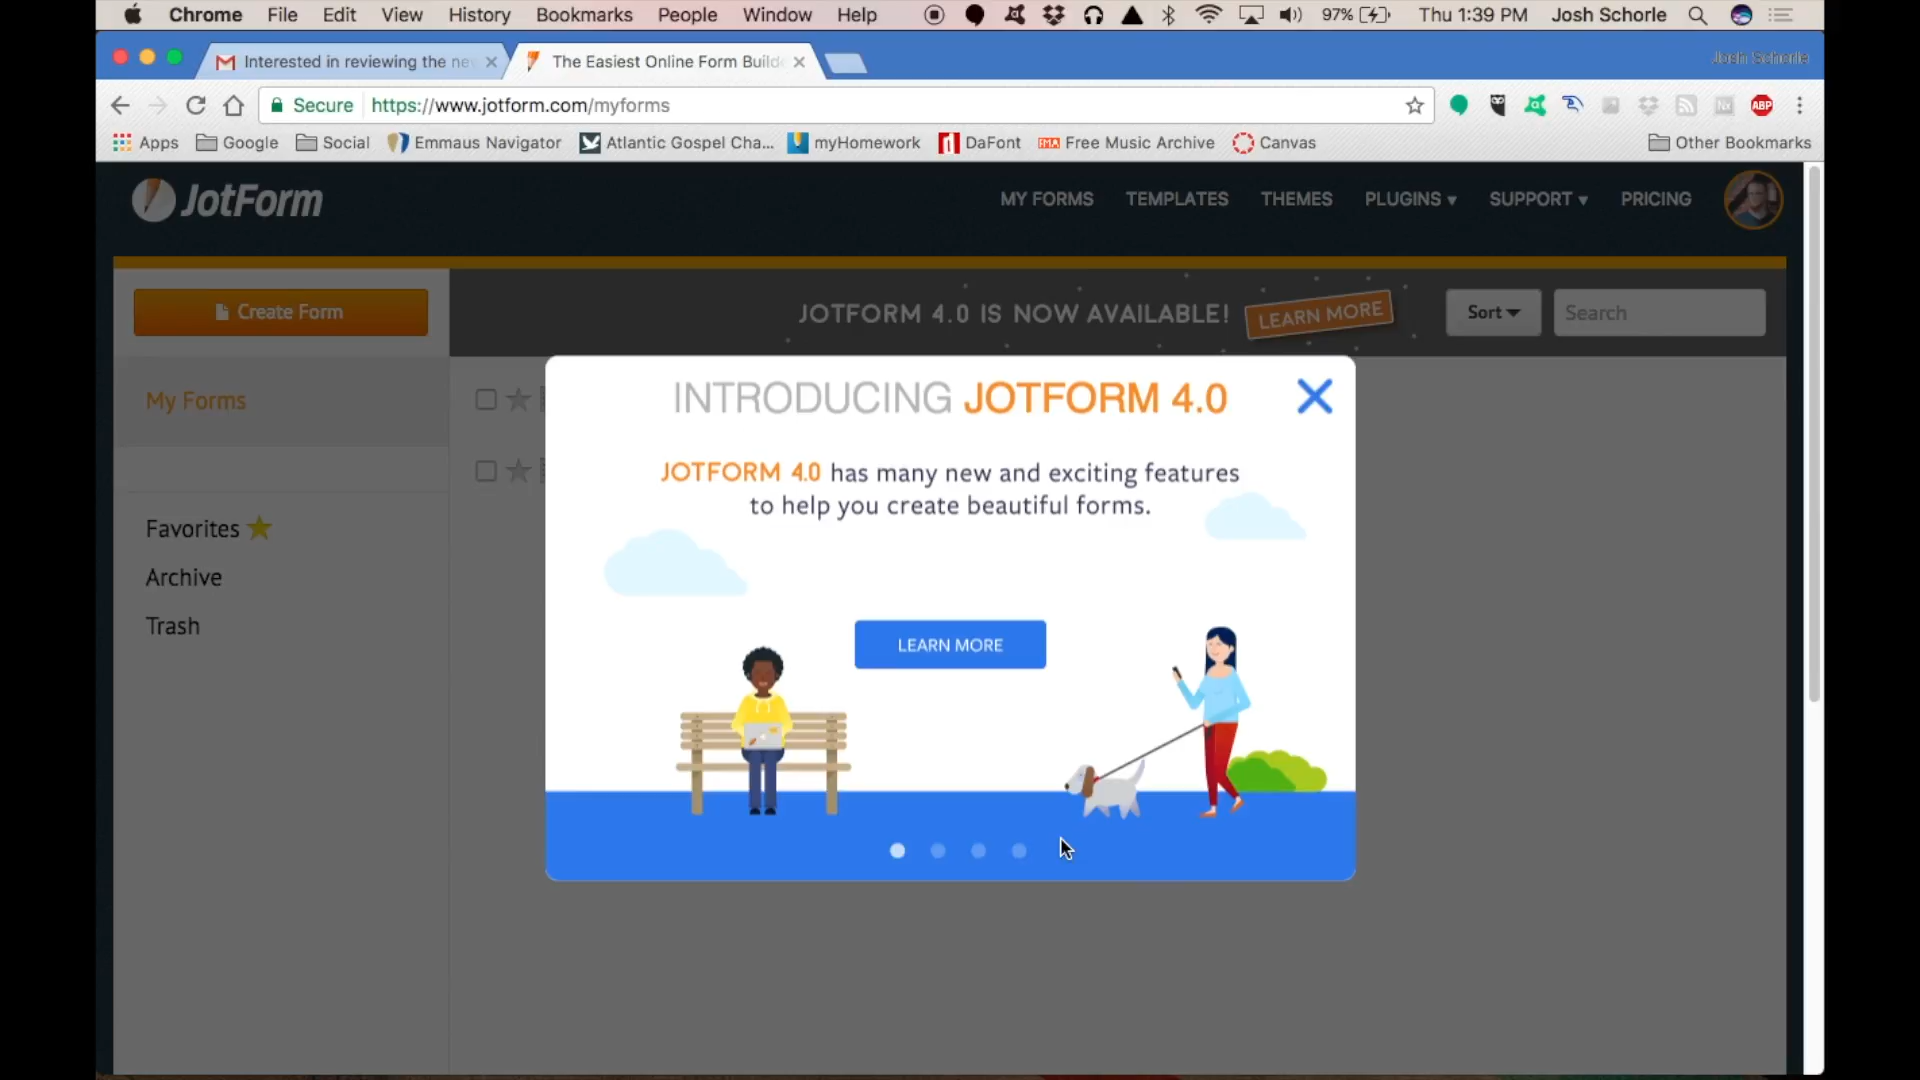 Chrome File Edit View History Bookmarks People Window Help 97% Thu 1:39 PM Josh Schorle
Interested in reviewing the ne
The Easiest Online Form Build
Josh Schorle
Secure https://www.jotform.com/myforms
ABP
Apps Google Social Emmaus Navigator Atlantic Gospel Cha... myHomework DaFont Free Music Archive Canvas Other Bookmarks
JotForm MY FORMS TEMPLATES THEMES PLUGINS SUPPORT PRICING
Create Form
JOTFORM 4.0 IS NOW AVAILABLE! LEARN MORE Sort Search
INTRODUCING JOTFORM 4.0
My Forms
JOTFORM 4.0 has many new and exciting features
to help you create beautiful forms.
Favorites
Archive
Trash
LEARN MORE